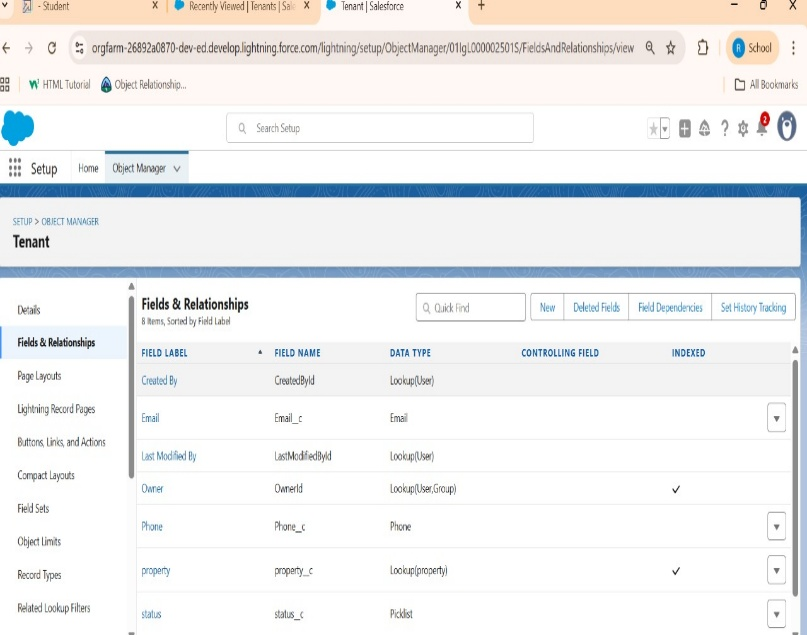 - Student
Recently Viewed | Tenants | Sale
Tenant | Salesforce
orgfarm-26892a0870-dev-ed.develop.lightning.force.com/lightning/setup/ObjectManager/01IgL000002501S/FieldsAndRelationships/view
R School
HTML Tutorial
Object Relationship...
All Bookmarks
Search Setup
2
Setup
Home
Object Manager
SETUP > OBJECT MANAGER
Tenant
Details
Fields & Relationships
Page Layouts
Lightning Record Pages
Buttons, Links, and Actions
Compact Layouts
Field Sets
Object Limits
Record Types
Related Lookup Filters
Fields & Relationships
8 Items, Sorted by Field Label
Quick Find
New
Deleted Fields
Field Dependencies
Set History Tracking
FIELD LABEL FIELD NAME DATA TYPE CONTROLLING FIELD INDEXED
Created By CreatedById Lookup(User)
Email Email__c Email
Last Modified By LastModifiedById Lookup(User)
Owner OwnerId Lookup(User,Group)
Phone Phone__c Phone
property property__c Lookup(property)
status status__c Picklist